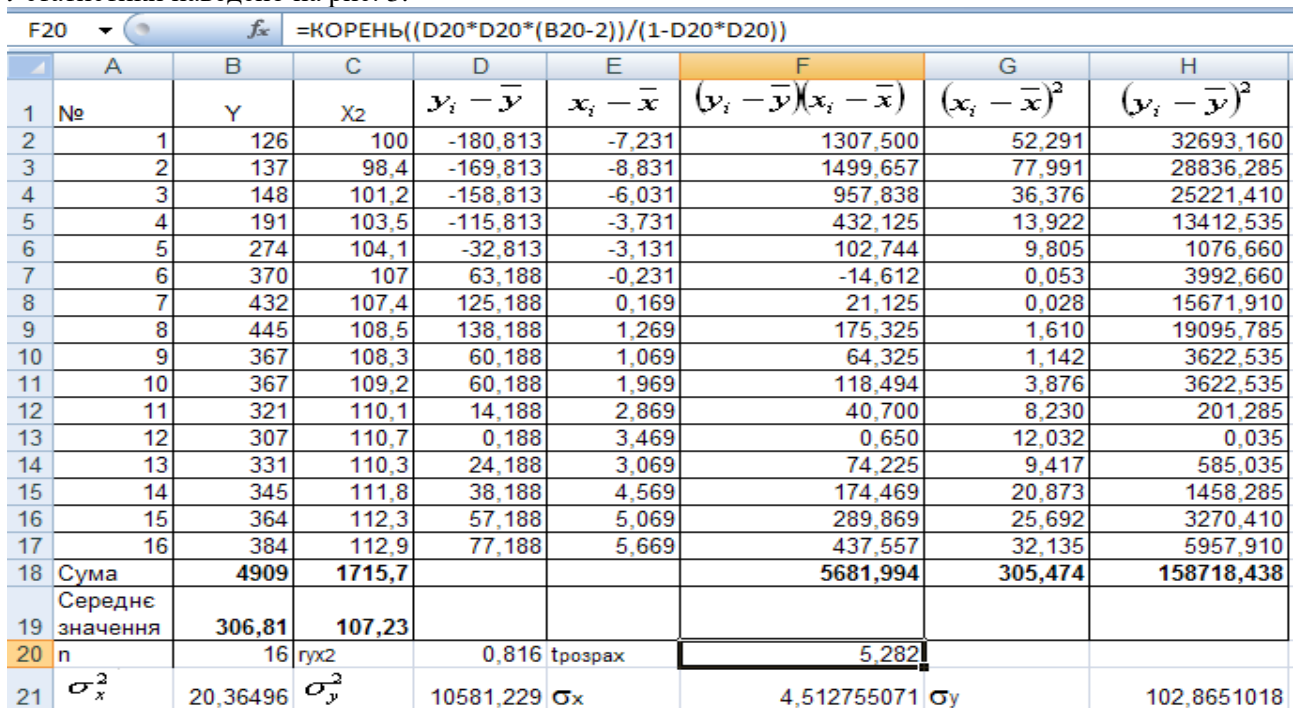 F20 fx =КОРЕНЬ((D20*D20*(B20-2))/(1-D20*D20))
A B C D E F G H
1 № Y X2 yᵢ − y̅ xᵢ − x̅ (yᵢ − y̅)(xᵢ − x̅) (xᵢ − x̅)² (yᵢ − y̅)²
2 1 126 100 -180,813 -7,231 1307,500 52,291 32693,160
3 2 137 98,4 -169,813 -8,831 1499,657 77,991 28836,285
4 3 148 101,2 -158,813 -6,031 957,838 36,376 25221,410
5 4 191 103,5 -115,813 -3,731 432,125 13,922 13412,535
6 5 274 104,1 -32,813 -3,131 102,744 9,805 1076,660
7 6 370 107 63,188 -0,231 -14,612 0,053 3992,660
8 7 432 107,4 125,188 0,169 21,125 0,028 15671,910
9 8 445 108,5 138,188 1,269 175,325 1,610 19095,785
10 9 367 108,3 60,188 1,069 64,325 1,142 3622,535
11 10 367 109,2 60,188 1,969 118,494 3,876 3622,535
12 11 321 110,1 14,188 2,869 40,700 8,230 201,285
13 12 307 110,7 0,188 3,469 0,650 12,032 0,035
14 13 331 110,3 24,188 3,069 74,225 9,417 585,035
15 14 345 111,8 38,188 4,569 174,469 20,873 1458,285
16 15 364 112,3 57,188 5,069 289,869 25,692 3270,410
17 16 384 112,9 77,188 5,669 437,557 32,135 5957,910
18 Сума 4909 1715,7 5681,994 305,474 158718,438
Середнє
19 значення 306,81 107,23
20 n 16 ryx2 0,816 tрозрах 5,282
21 σ²ₓ 20,36496 σ²ᵧ 10581,229 σx 4,512755071 σy 102,8651018